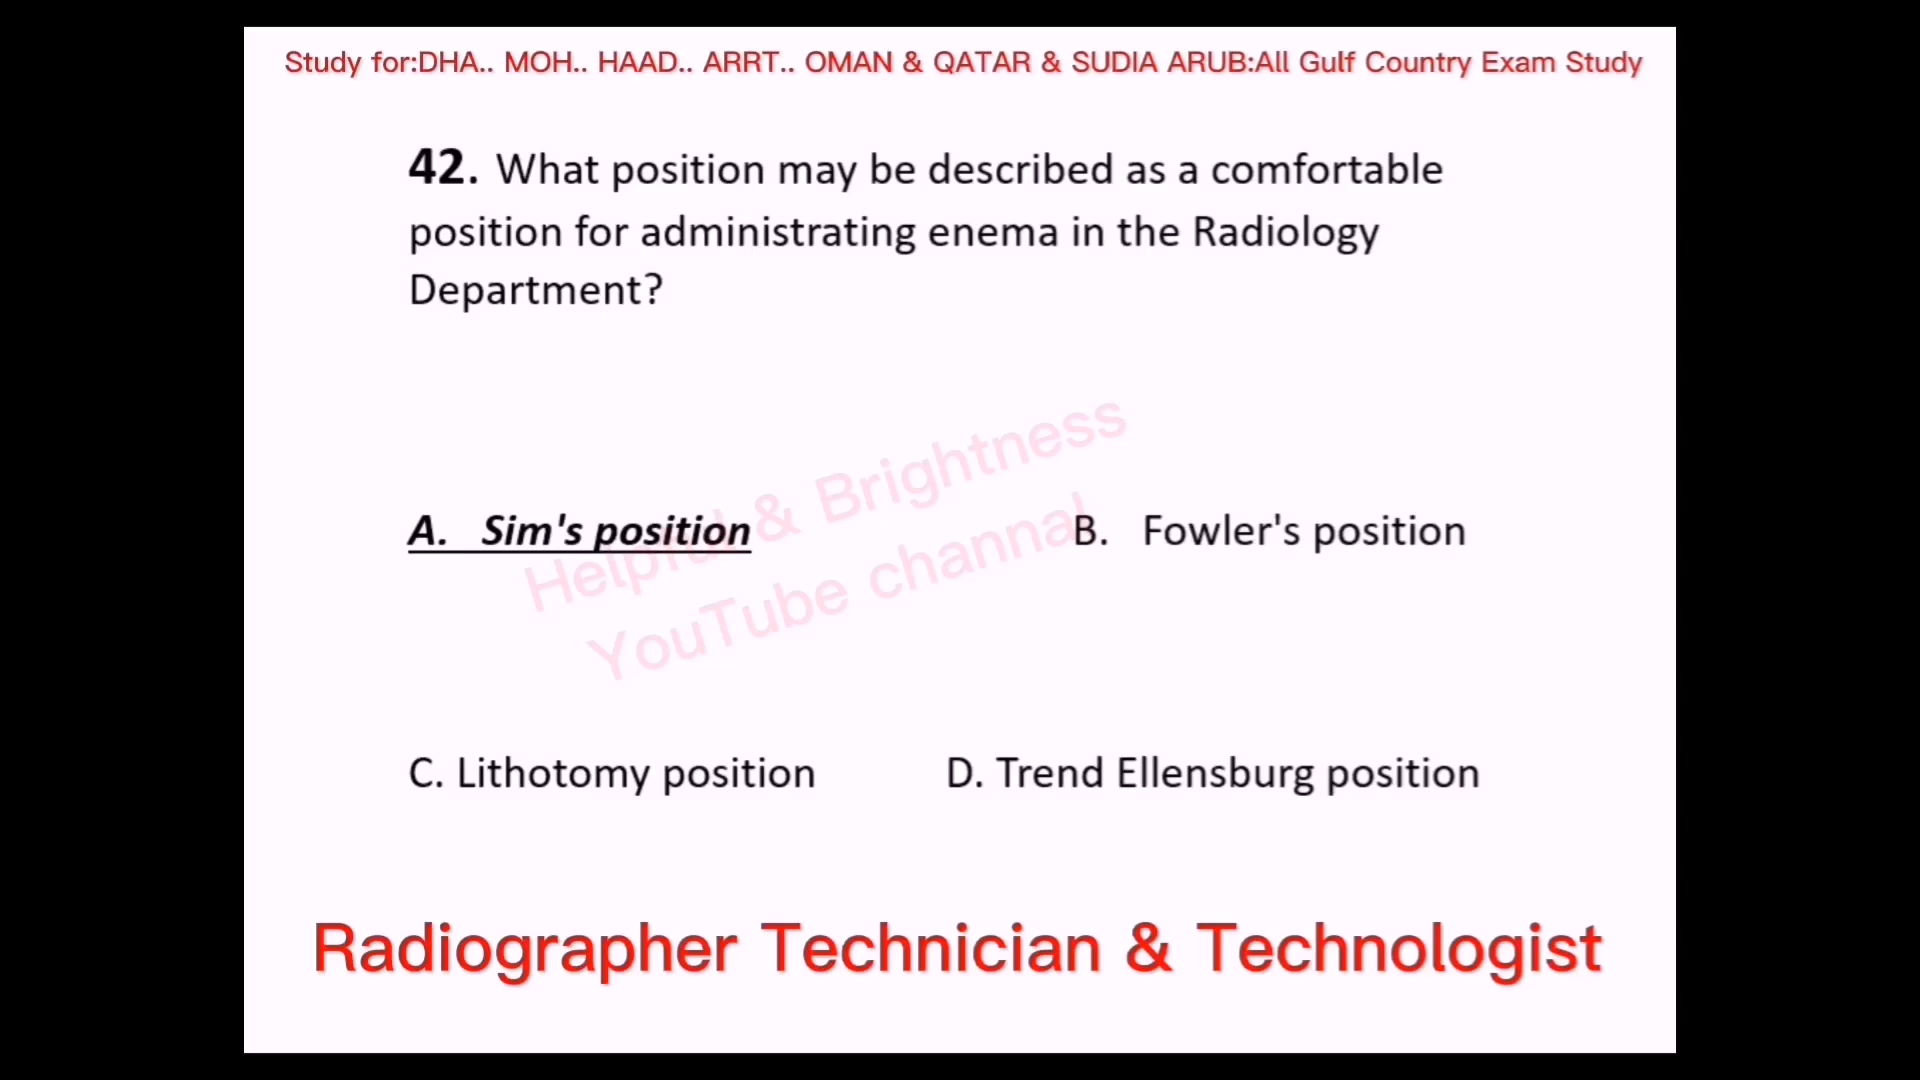 Study for:DHA.. MOH.. HAAD.. ARRT.. OMAN & QATAR & SUDIA ARUB:All Gulf Country Exam Study
42. What position may be described as a comfortable
position for administrating enema in the Radiology
Department?
Helpful & Brightness
YouTube channal
A. Sim's position
B. Fowler's position
C. Lithotomy position
D. Trend Ellensburg position
Radiographer Technician & Technologist